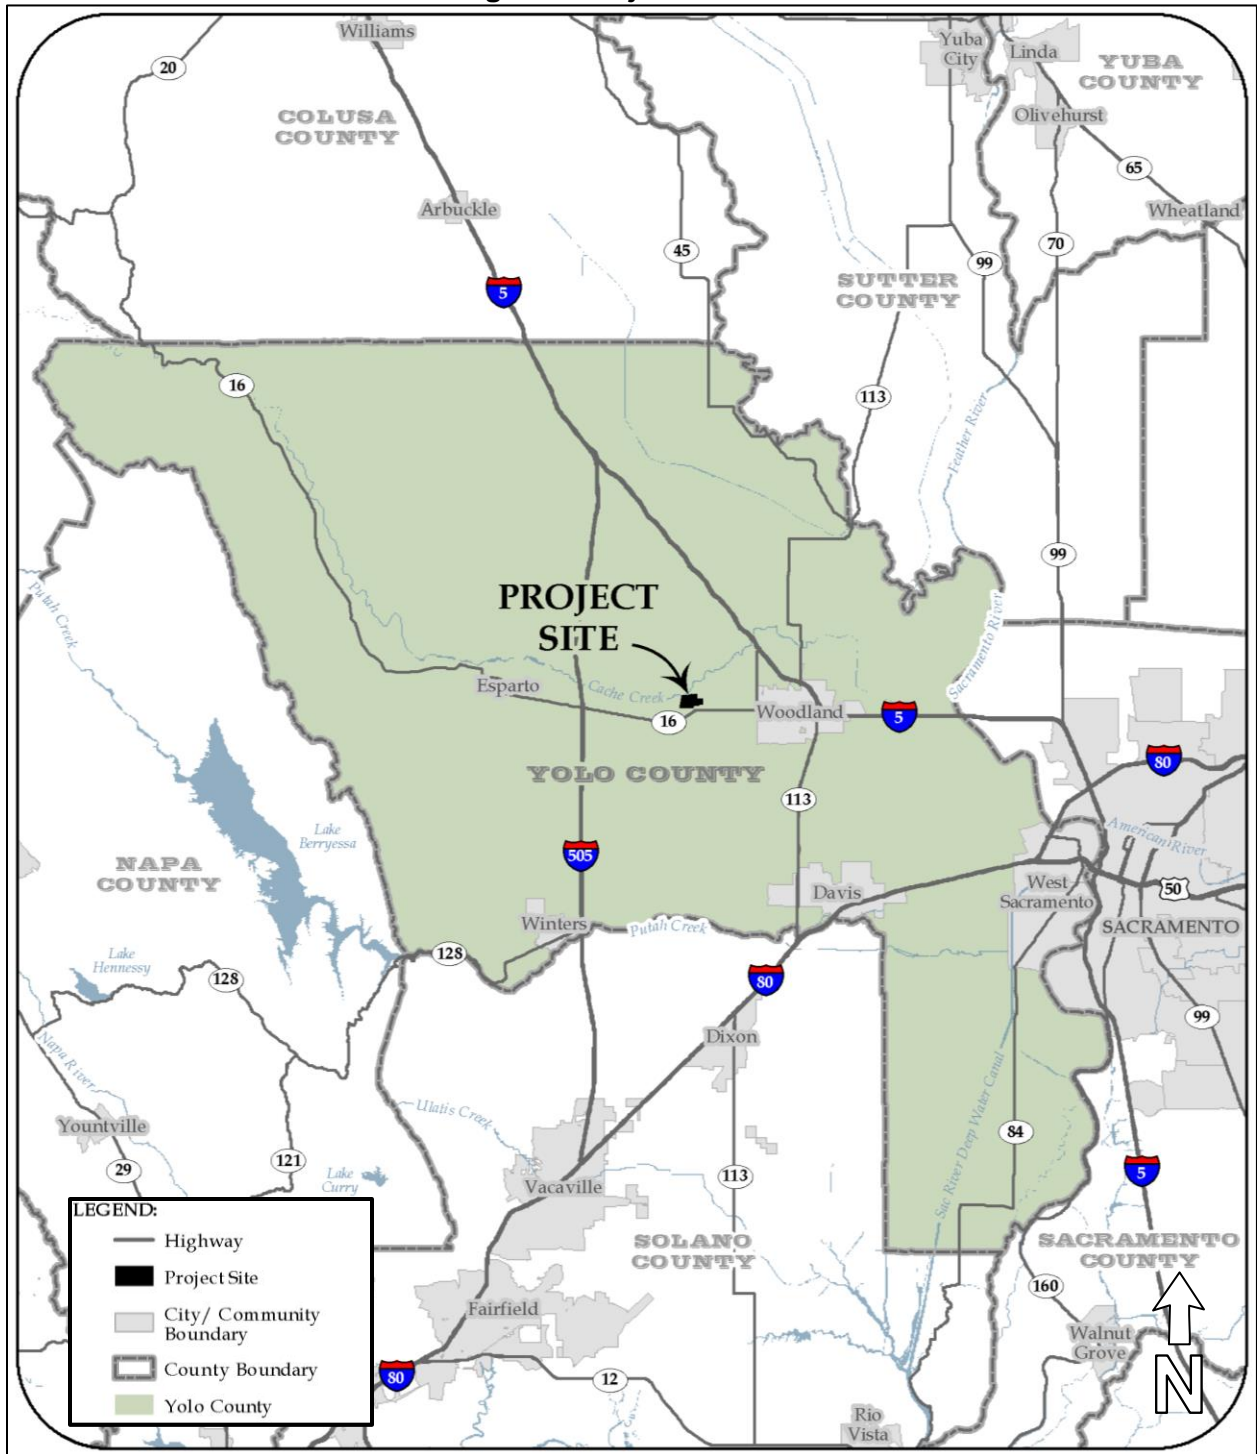 Williams
Yuba
City
Linda
YUBA
COUNTY
20
COLUSA
COUNTY
Olivehurst
65
Arbuckle
Wheatland
45
70
99
5
SUTTER
COUNTY
16
113
Feather River
99
Putah Creek
PROJECT
SITE
Sacramento River
Esparto
Cache Creek
16
Woodland
5
80
YOLO COUNTY
113
Lake
Berryessa
American River
NAPA
COUNTY
505
Davis
West
Sacramento
50
Winters
Putah Creek
SACRAMENTO
128
Lake
Hennessy
128
80
99
Dixon
Napa River
Sac River Deep Water Canal
Ulatis Creek
Yountville
84
29
121
Lake
Curry
Vacaville
113
5
LEGEND:
Highway
Project Site
City/ Community
Boundary
County Boundary
Yolo County
SOLANO
COUNTY
SACRAMENTO
COUNTY
160
Fairfield
Walnut
Grove
N
80
12
Rio
Vista